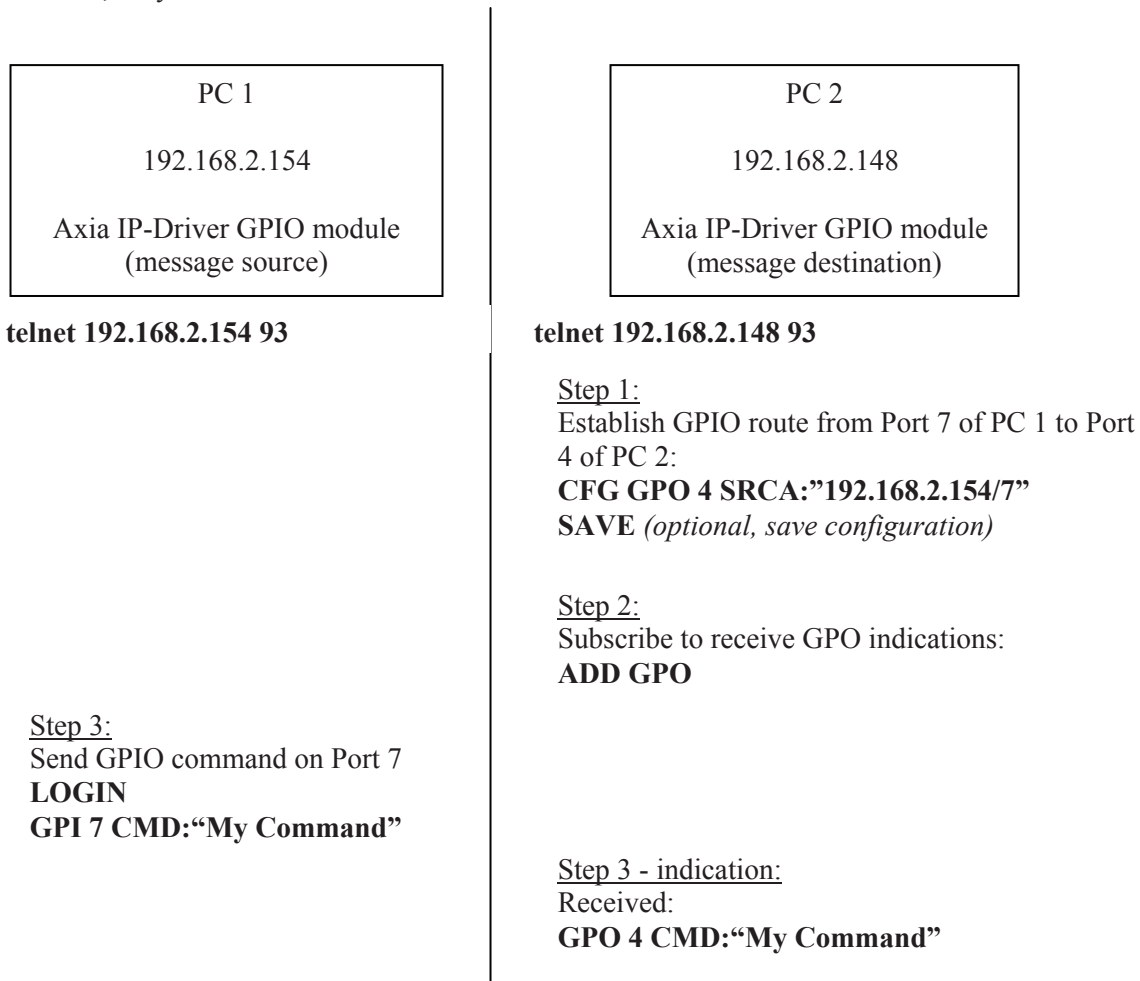 PC 1
192.168.2.154
Axia IP-Driver GPIO module
(message source)
PC 2
192.168.2.148
Axia IP-Driver GPIO module
(message destination)
telnet 192.168.2.154 93
telnet 192.168.2.148 93
Step 1:
Establish GPIO route from Port 7 of PC 1 to Port
4 of PC 2:
CFG GPO 4 SRCA:”192.168.2.154/7”
SAVE (optional, save configuration)
Step 2:
Subscribe to receive GPO indications:
ADD GPO
Step 3:
Send GPIO command on Port 7
LOGIN
GPI 7 CMD:“My Command”
Step 3 - indication:
Received:
GPO 4 CMD:“My Command”